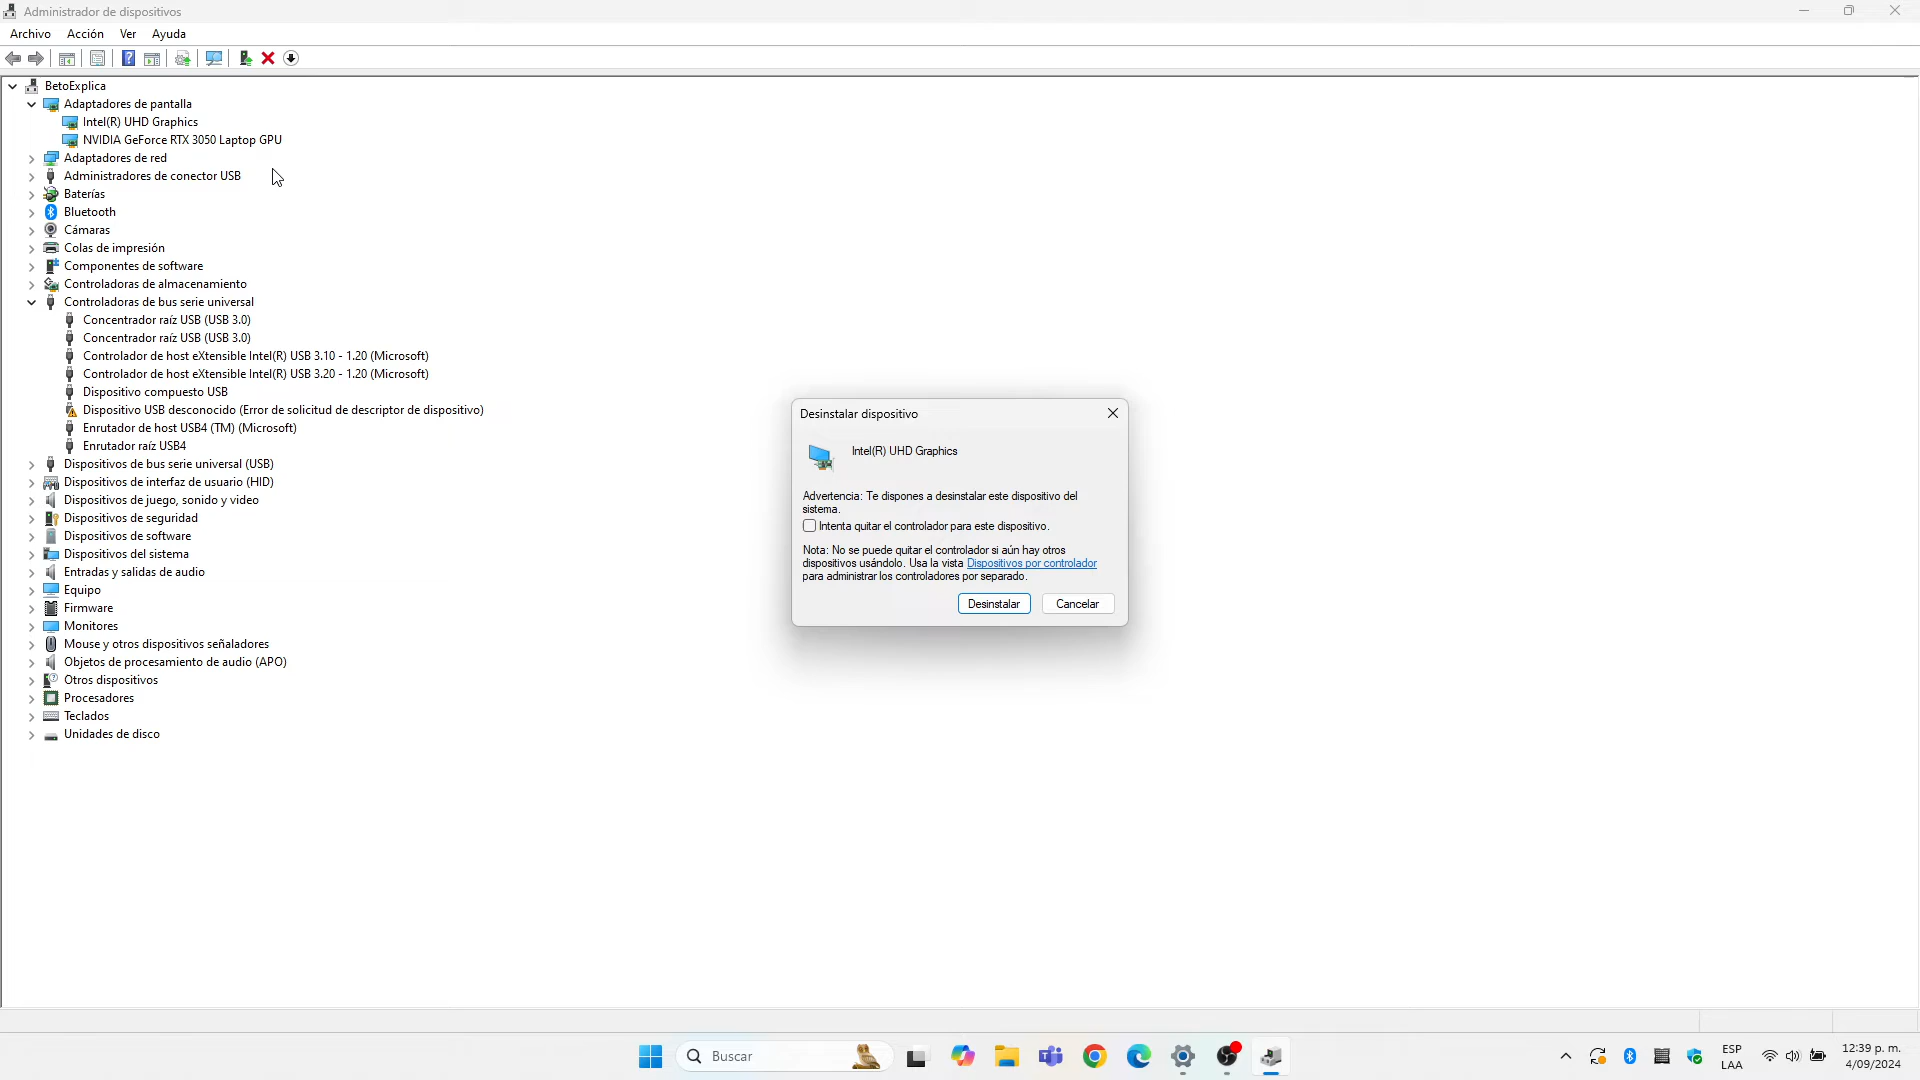 Administrador de dispositivos
Archivo Acción Ver Ayuda
BetoExplica
Adaptadores de pantalla
Intel(R) UHD Graphics
NVIDIA GeForce RTX 3050 Laptop GPU
Adaptadores de red
Administradores de conector USB
Baterías
Bluetooth
Cámaras
Colas de impresión
Componentes de software
Controladoras de almacenamiento
Controladoras de bus serie universal
Concentrador raíz USB (USB 3.0)
Concentrador raíz USB (USB 3.0)
Controlador de host eXtensible Intel(R) USB 3.10 - 1.20 (Microsoft)
Controlador de host eXtensible Intel(R) USB 3.20 - 1.20 (Microsoft)
Dispositivo compuesto USB
Dispositivo USB desconocido (Error de solicitud de descriptor de dispositivo)
Enrutador de host USB4 (TM) (Microsoft)
Enrutador raíz USB4
Dispositivos de bus serie universal (USB)
Dispositivos de interfaz de usuario (HID)
Dispositivos de juego, sonido y video
Dispositivos de seguridad
Dispositivos de software
Dispositivos del sistema
Entradas y salidas de audio
Equipo
Firmware
Monitores
Mouse y otros dispositivos señaladores
Objetos de procesamiento de audio (APO)
Otros dispositivos
Procesadores
Teclados
Unidades de disco
Desinstalar dispositivo
Intel(R) UHD Graphics
Advertencia: Te dispones a desinstalar este dispositivo del
sistema.
Intenta quitar el controlador para este dispositivo.
Nota: No se puede quitar el controlador si aún hay otros
dispositivos usándolo. Usa la vista Dispositivos por controlador
para administrar los controladores por separado.
Desinstalar Cancelar
Buscar
ESP
LAA
12:39 p. m.
4/09/2024